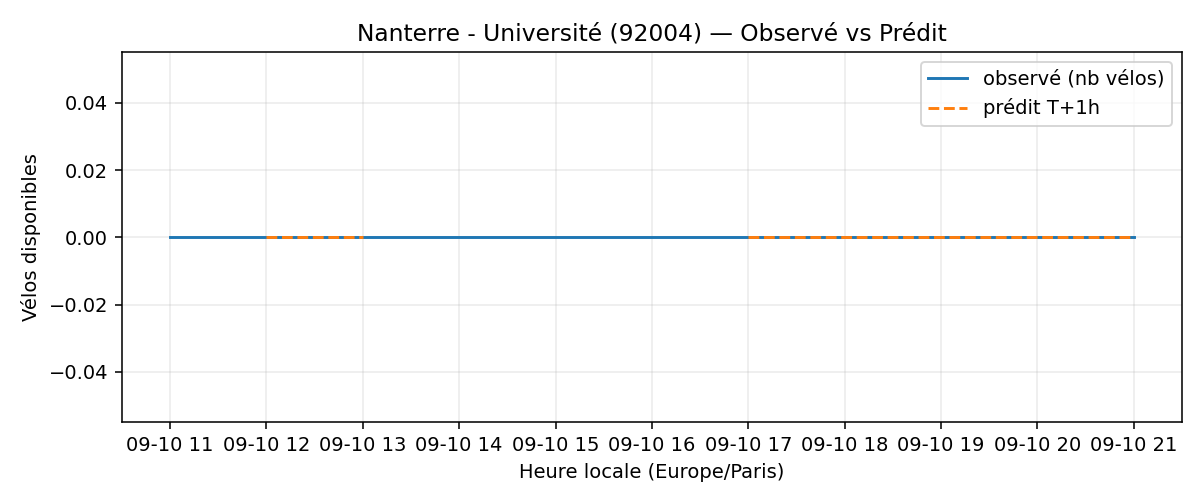 Nanterre - Université (92004) — Observé vs Prédit
observé (nb vélos)
prédit T+1h
Vélos disponibles
0.04
0.02
0.00
−0.02
−0.04
09-10 11 09-10 12 09-10 13 09-10 14 09-10 15 09-10 16 09-10 17 09-10 18 09-10 19 09-10 20 09-10 21
Heure locale (Europe/Paris)